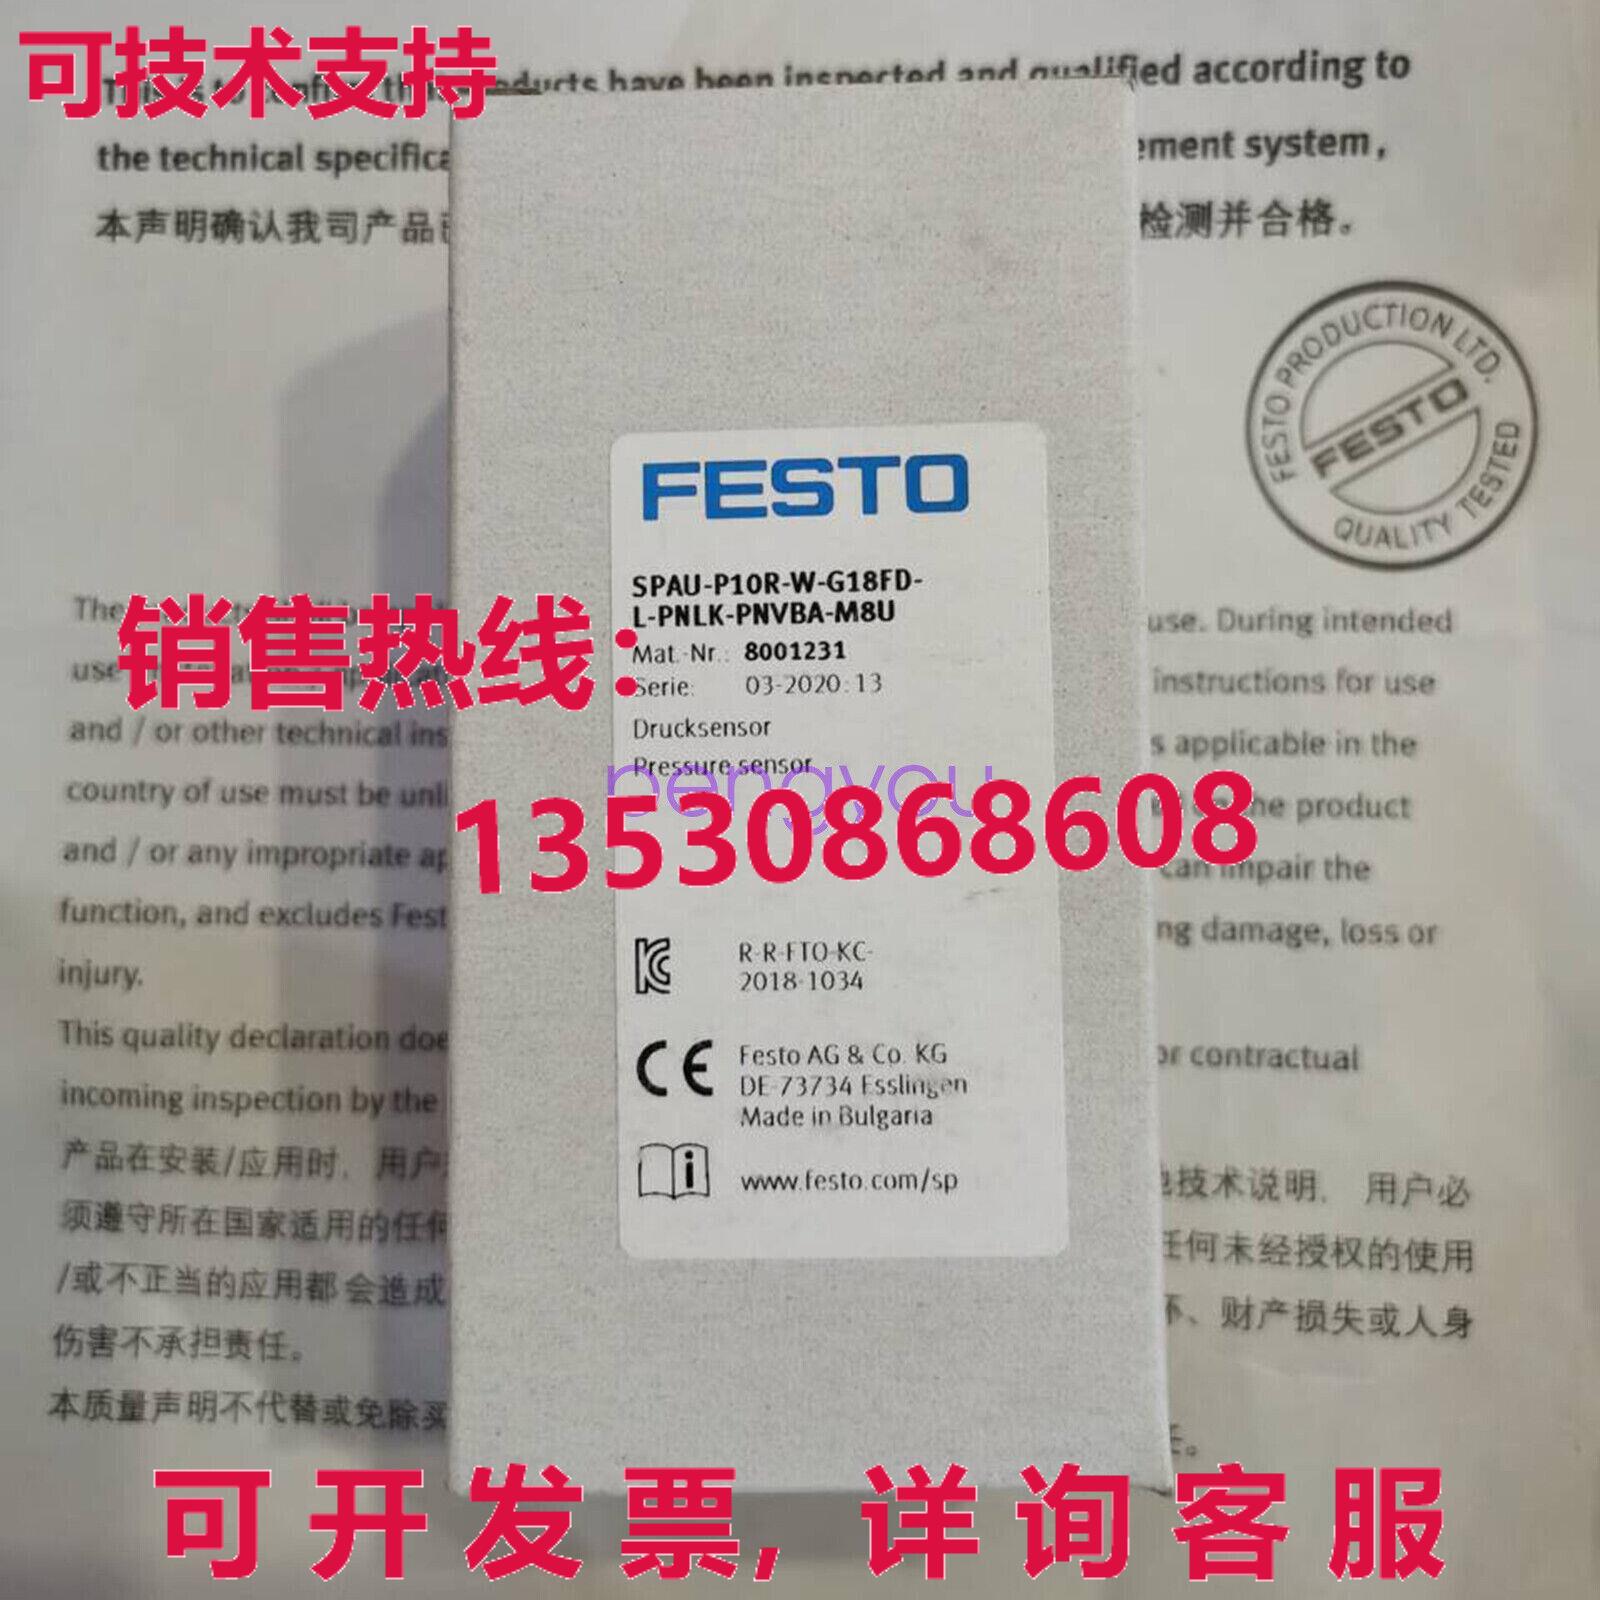 可技术支持
products have been inspected and qualified according to
the technical
ement system,
本声明确认我司产品
检测并合格。
FESTO PRODUCTION LTD.
FESTO
QUALITY TESTED
FESTO
SPAU-P10R-W-G18FD-
L-PNLK-PNVBA-M8U
Mat.-Nr.: 8001231
Serie: 03-2020:13
Drucksensor
Pressure sensor
pengyou
销售热线:
13530868608
The
use. During intended
use
instructions for use
and / or other technical ins
s applicable in the
country of use must be unli
the product
and / or any improper ap
can impair the
function, and excludes Fest
ng damage, loss or
injury.
This quality declaration doe
or contractual
incoming inspection by the
R-R-FTO-KC-
2018-1034
CE
Festo AG & Co. KG
DE-73734 Esslingen
Made in Bulgaria
www.festo.com/sp
产品在安装/应用时, 用户
技术说明, 用户必
须遵守所在国家适用的任何
任何未经授权的使用
/或不正当的应用都会造成
坏、财产损失或人身
伤害不承担责任。
本质量声明不代替或免除买
任。
可开发票,详询客服